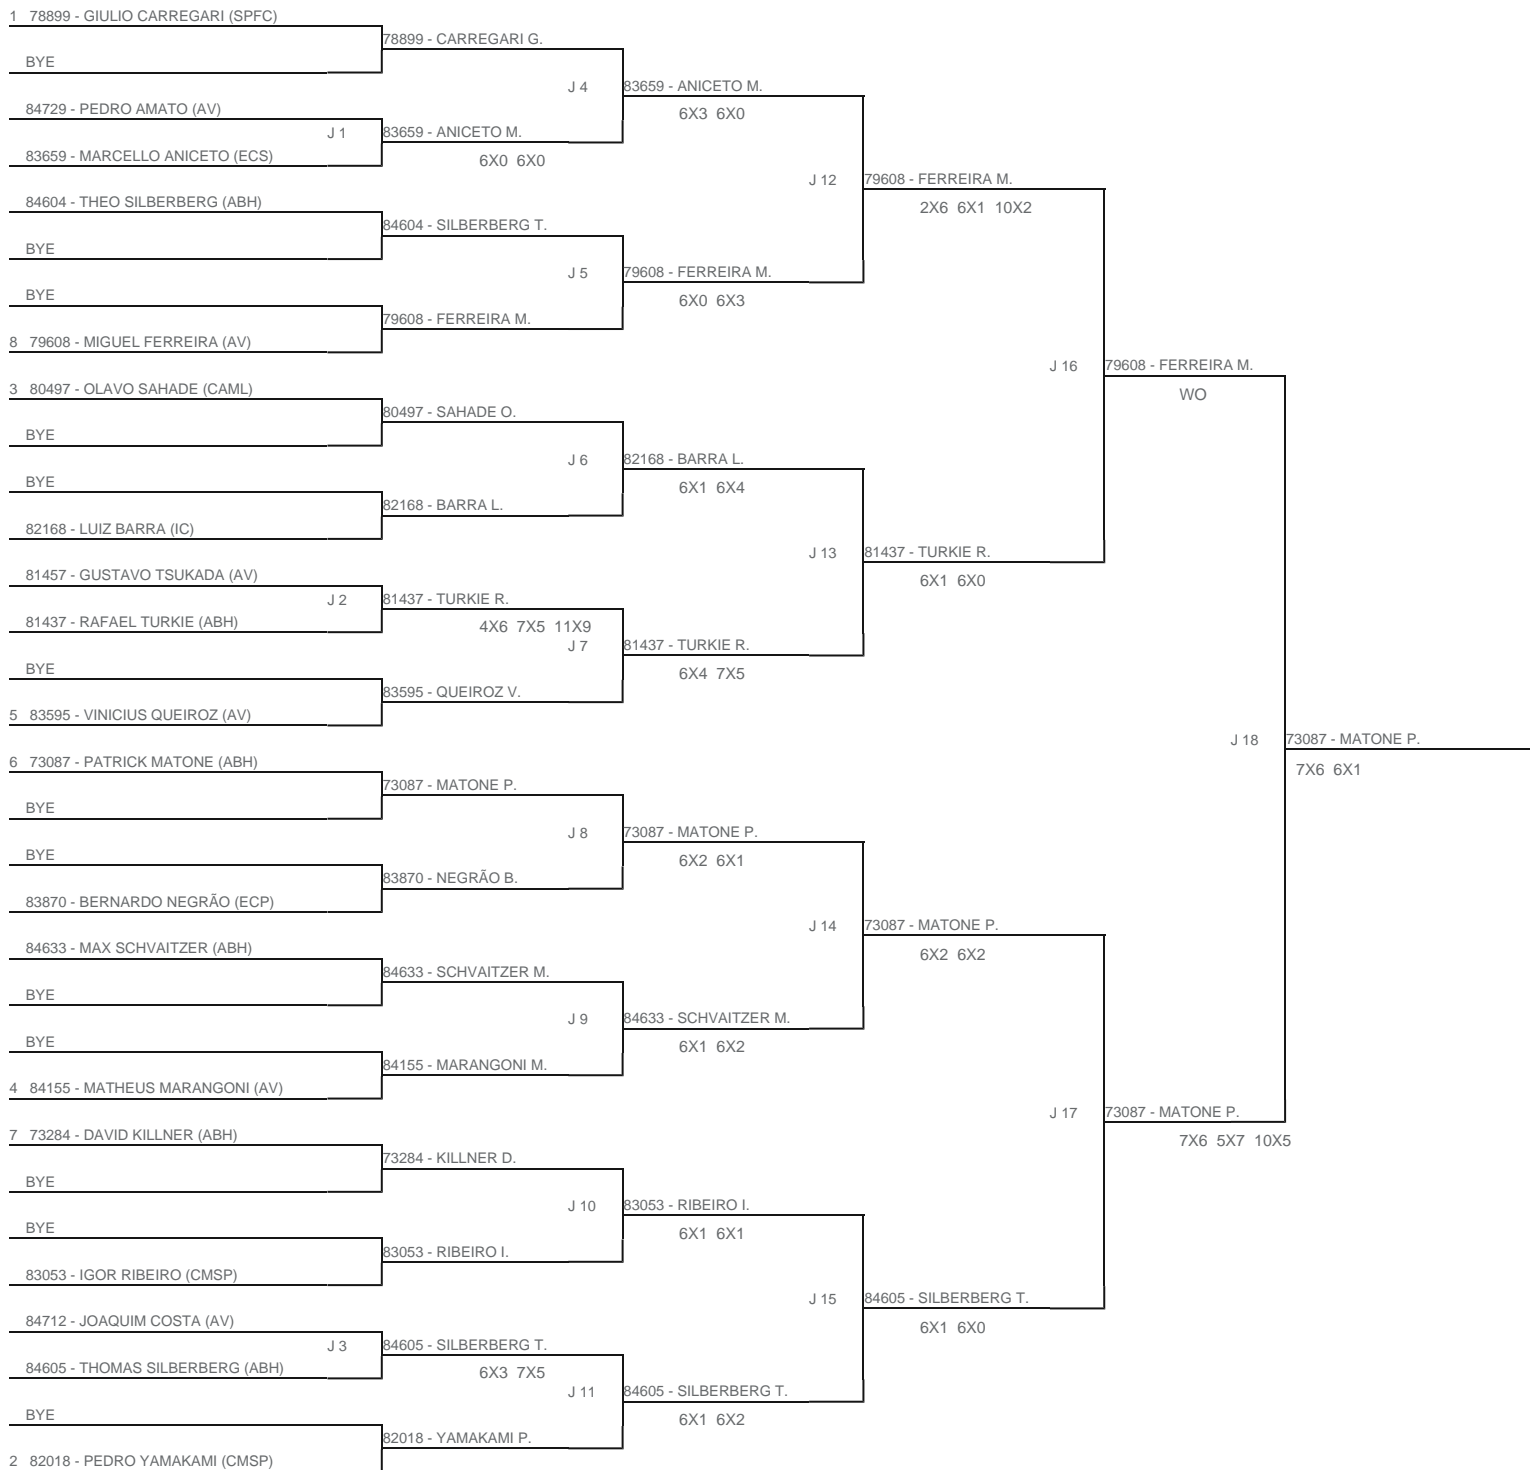 1 78899 - GIULIO CARREGARI (SPFC)
78899 - CARREGARI G.
BYE
J 4
83659 - ANICETO M.
84729 - PEDRO AMATO (AV)
6X3 6X0
J 1
83659 - ANICETO M.
83659 - MARCELLO ANICETO (ECS)
6X0 6X0
J 12
79608 - FERREIRA M.
84604 - THEO SILBERBERG (ABH)
2X6 6X1 10X2
84604 - SILBERBERG T.
BYE
J 5
79608 - FERREIRA M.
BYE
6X0 6X3
79608 - FERREIRA M.
8 79608 - MIGUEL FERREIRA (AV)
J 16
79608 - FERREIRA M.
3 80497 - OLAVO SAHADE (CAML)
WO
80497 - SAHADE O.
BYE
J 6
82168 - BARRA L.
BYE
6X1 6X4
82168 - BARRA L.
82168 - LUIZ BARRA (IC)
J 13
81437 - TURKIE R.
81457 - GUSTAVO TSUKADA (AV)
6X1 6X0
J 2
81437 - TURKIE R.
81437 - RAFAEL TURKIE (ABH)
4X6 7X5 11X9
J 7
81437 - TURKIE R.
BYE
6X4 7X5
83595 - QUEIROZ V.
5 83595 - VINICIUS QUEIROZ (AV)
J 18
73087 - MATONE P.
6 73087 - PATRICK MATONE (ABH)
7X6 6X1
73087 - MATONE P.
BYE
J 8
73087 - MATONE P.
BYE
6X2 6X1
83870 - NEGRÃO B.
83870 - BERNARDO NEGRÃO (ECP)
J 14
73087 - MATONE P.
84633 - MAX SCHVAITZER (ABH)
6X2 6X2
84633 - SCHVAITZER M.
BYE
J 9
84633 - SCHVAITZER M.
BYE
6X1 6X2
84155 - MARANGONI M.
4 84155 - MATHEUS MARANGONI (AV)
J 17
73087 - MATONE P.
7 73284 - DAVID KILLNER (ABH)
7X6 5X7 10X5
73284 - KILLNER D.
BYE
J 10
83053 - RIBEIRO I.
BYE
6X1 6X1
83053 - RIBEIRO I.
83053 - IGOR RIBEIRO (CMSP)
J 15
84605 - SILBERBERG T.
84712 - JOAQUIM COSTA (AV)
6X1 6X0
J 3
84605 - SILBERBERG T.
84605 - THOMAS SILBERBERG (ABH)
6X3 7X5
J 11
84605 - SILBERBERG T.
BYE
6X1 6X2
82018 - YAMAKAMI P.
2 82018 - PEDRO YAMAKAMI (CMSP)